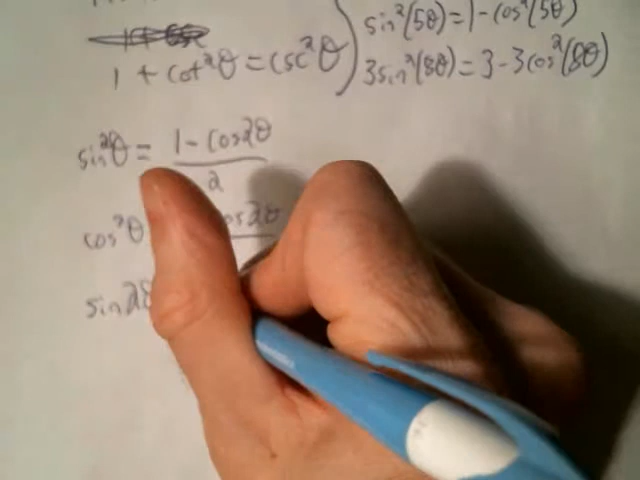 1 + cot²θ = csc²θ
sin²(5θ) = 1 - cos²(5θ)
3sin²(8θ) = 3 - 3cos²(8θ)
sin²θ = (1 - cos2θ)/2
cos²θ os2θ
sin2θ